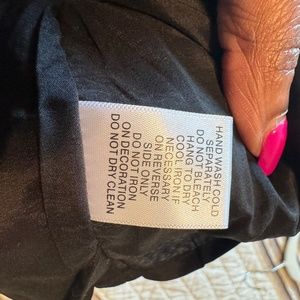 HAND WASH COLD
SEPARATELY
DO NOT BLEACH
HANG TO DRY
COOL IRON IF
NECESSARY
ON REVERSE
SIDE ONLY
DO NOT IRON
ON DECORATION
DO NOT DRY CLEAN